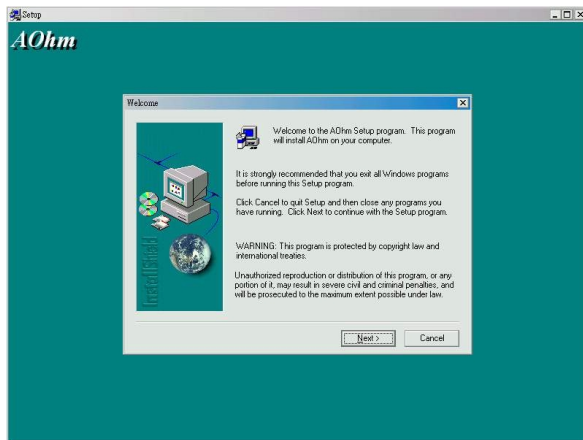 Setup
AOhm
Welcome
Welcome to the AOhm Setup program. This program
will install AOhm on your computer.
It is strongly recommended that you exit all Windows programs
before running this Setup program.
Click Cancel to quit Setup and then close any programs you
have running. Click Next to continue with the Setup program.
WARNING: This program is protected by copyright law and
international treaties.
Unauthorized reproduction or distribution of this program, or any
portion of it, may result in severe civil and criminal penalties, and
will be prosecuted to the maximum extent possible under law.
InstallShield
Next >
Cancel